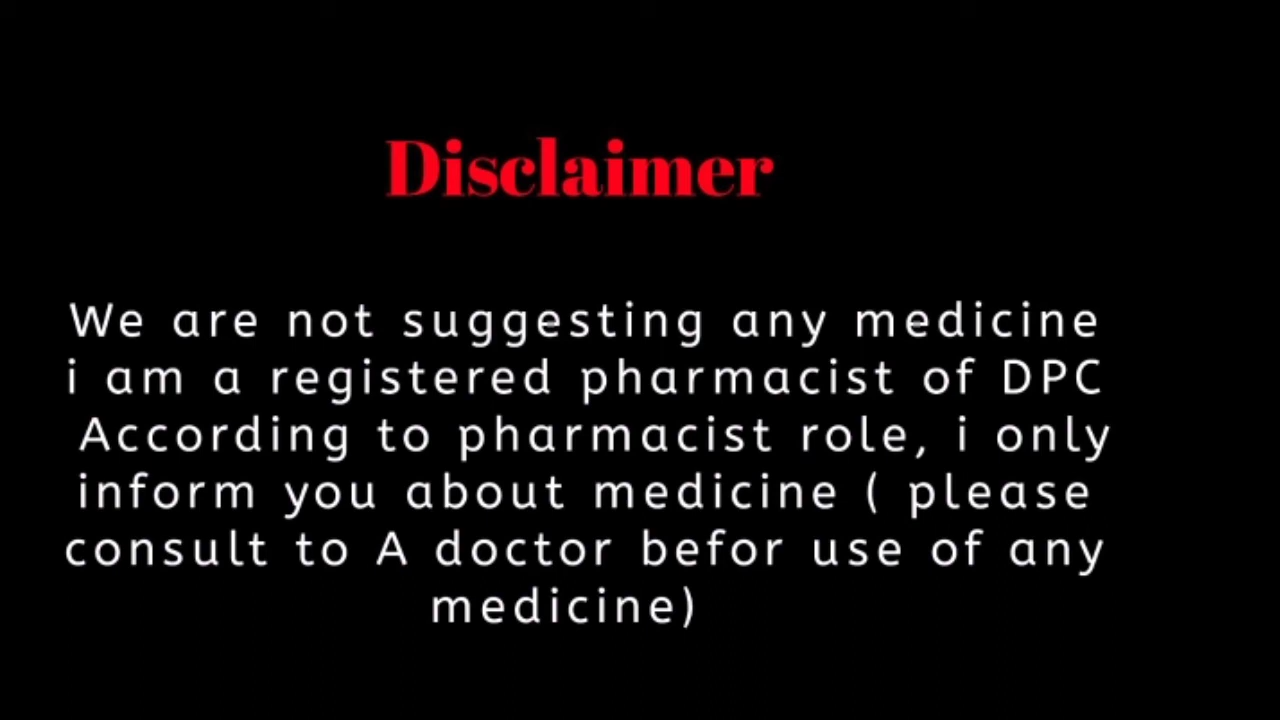 Disclaimer
We are not suggesting any medicine
i am a registered pharmacist of DPC
According to pharmacist role, i only
inform you about medicine ( please
consult to A doctor befor use of any
medicine)